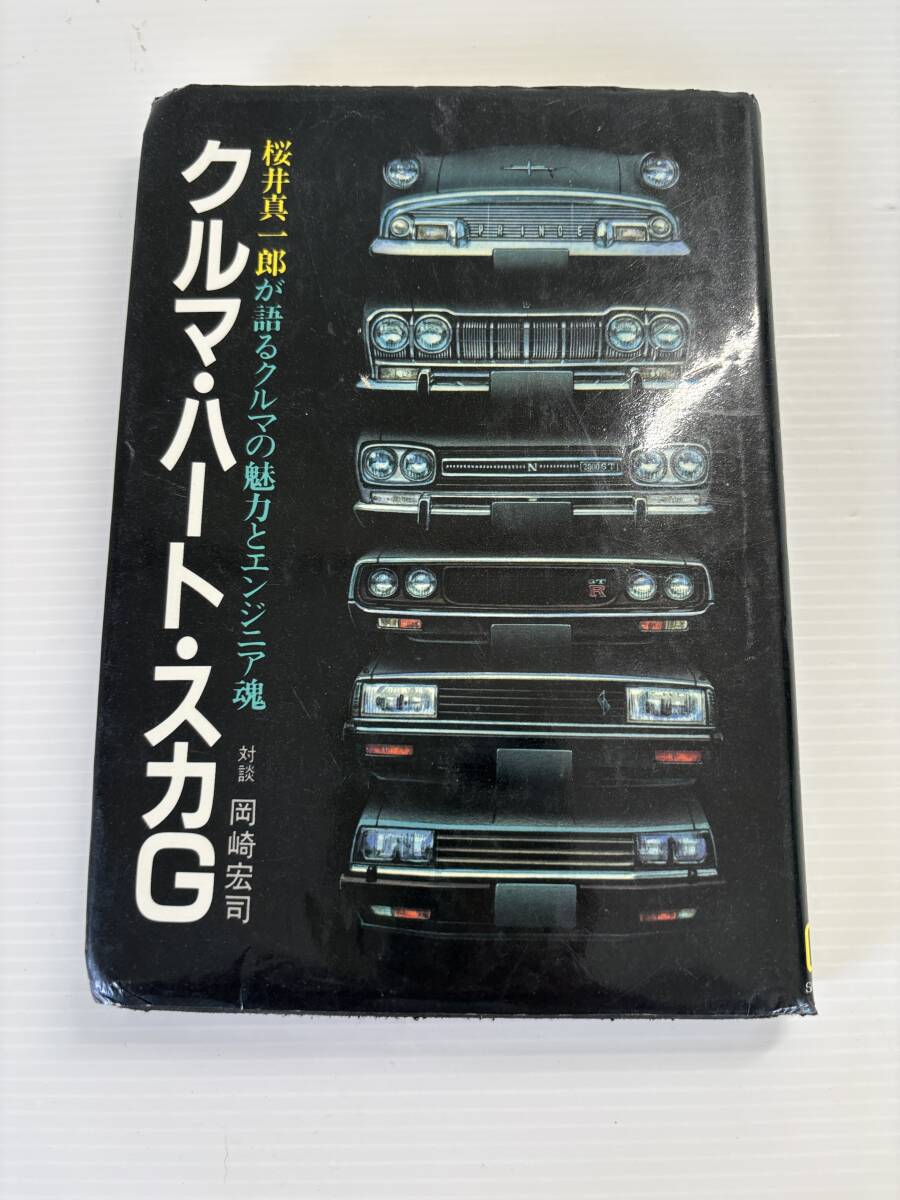 クルマ・ハート・スカG
桜井真一郎が語るクルマの魅力とエンジニア魂
対談 岡崎宏司
PRINCE
N
2000GT
GT
R
S